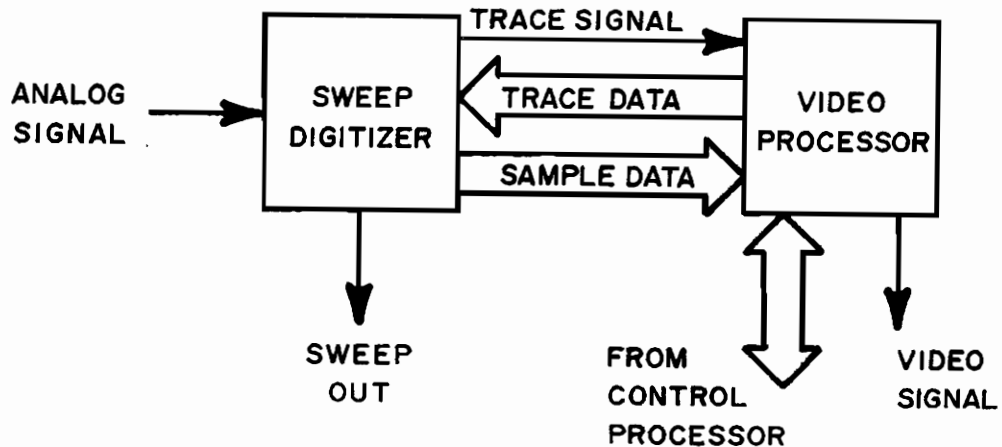 TRACE SIGNAL
ANALOG
SIGNAL
SWEEP
DIGITIZER
TRACE DATA
SAMPLE DATA
VIDEO
PROCESSOR
SWEEP
OUT
FROM
CONTROL
PROCESSOR
VIDEO
SIGNAL